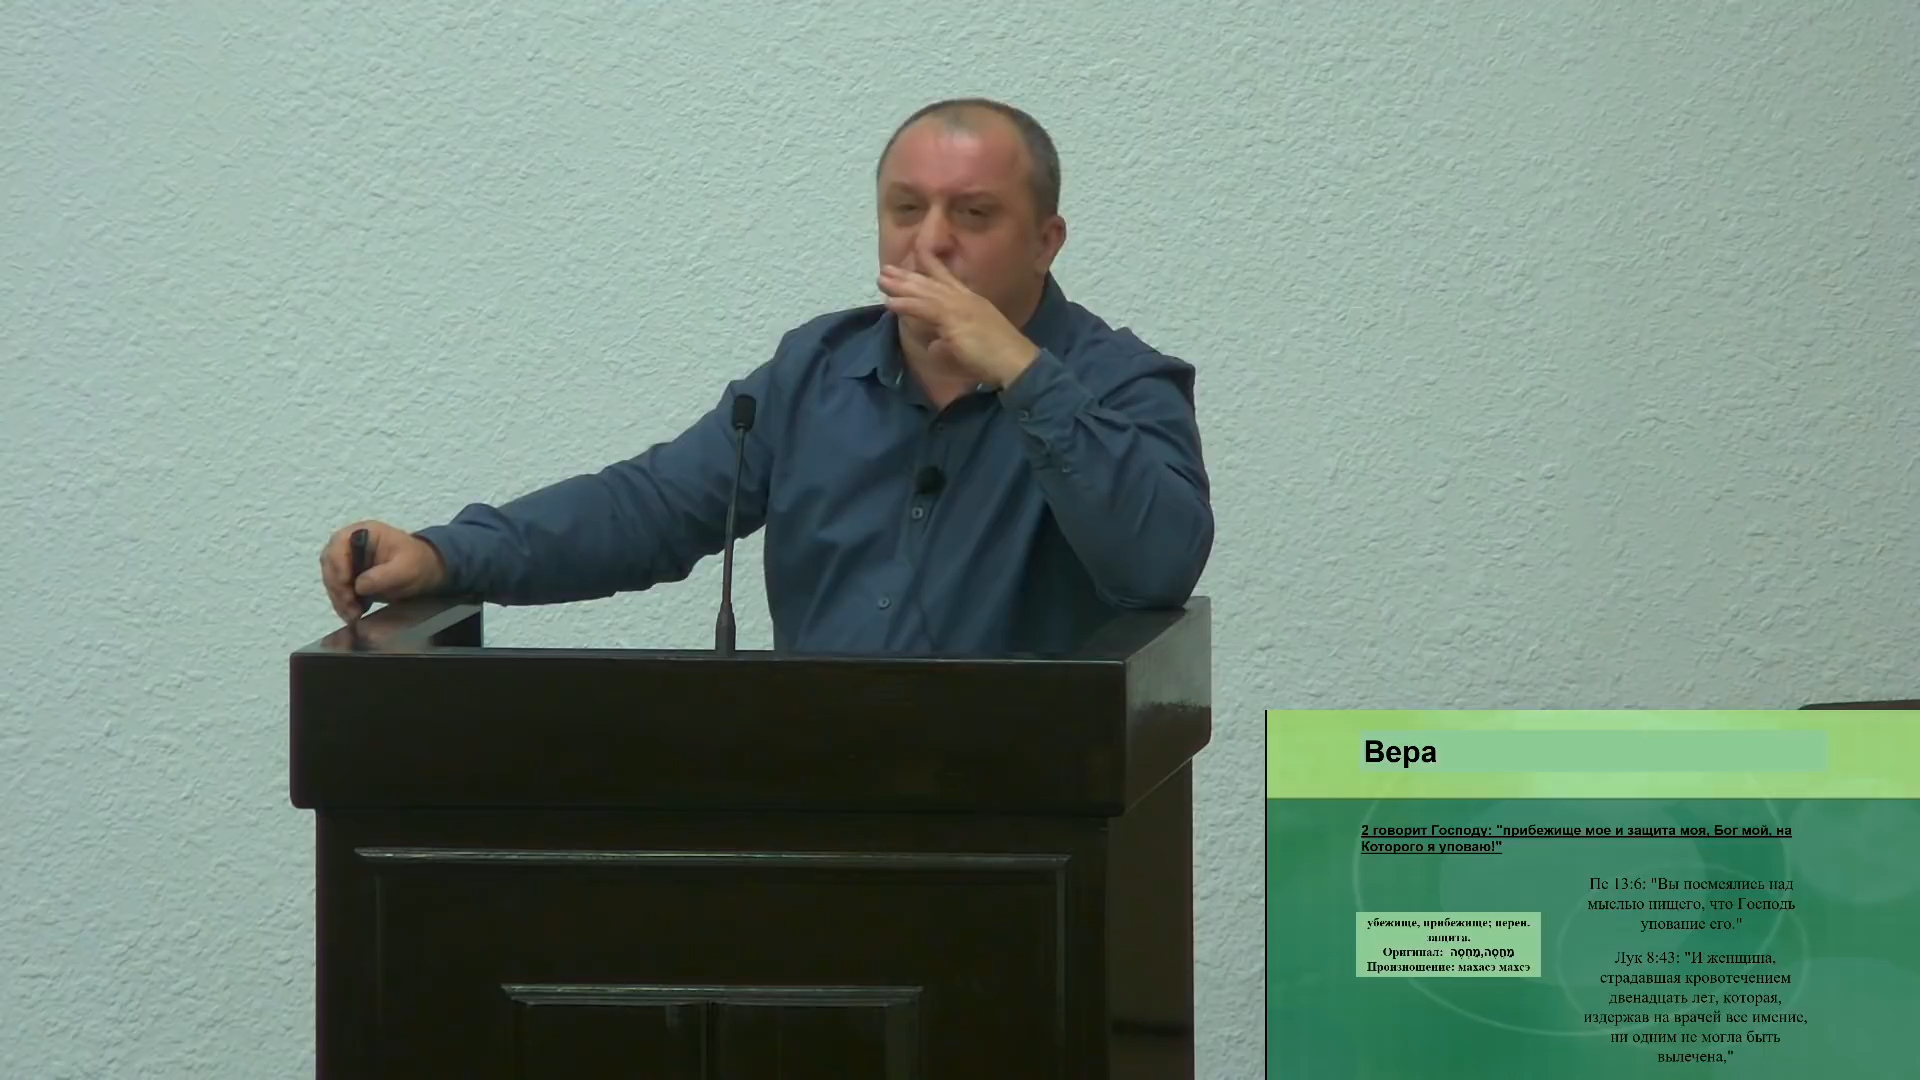 Вера
2 говорит Господу: "прибежище мое и защита моя, Бог мой, на
Которого я уповаю!"
Пс 13:6: "Вы посмеялись над
мыслью нищего, что Господь
упование его."
убежище, прибежище; перен.
защита.
Оригинал: מַחֲסֶה,מַחְסֶה
Произношение: махасэ махсэ
Лук 8:43: "И женщина,
страдавшая кровотечением
двенадцать лет, которая,
издержав на врачей все имение,
ни одним не могла быть
вылечена,"